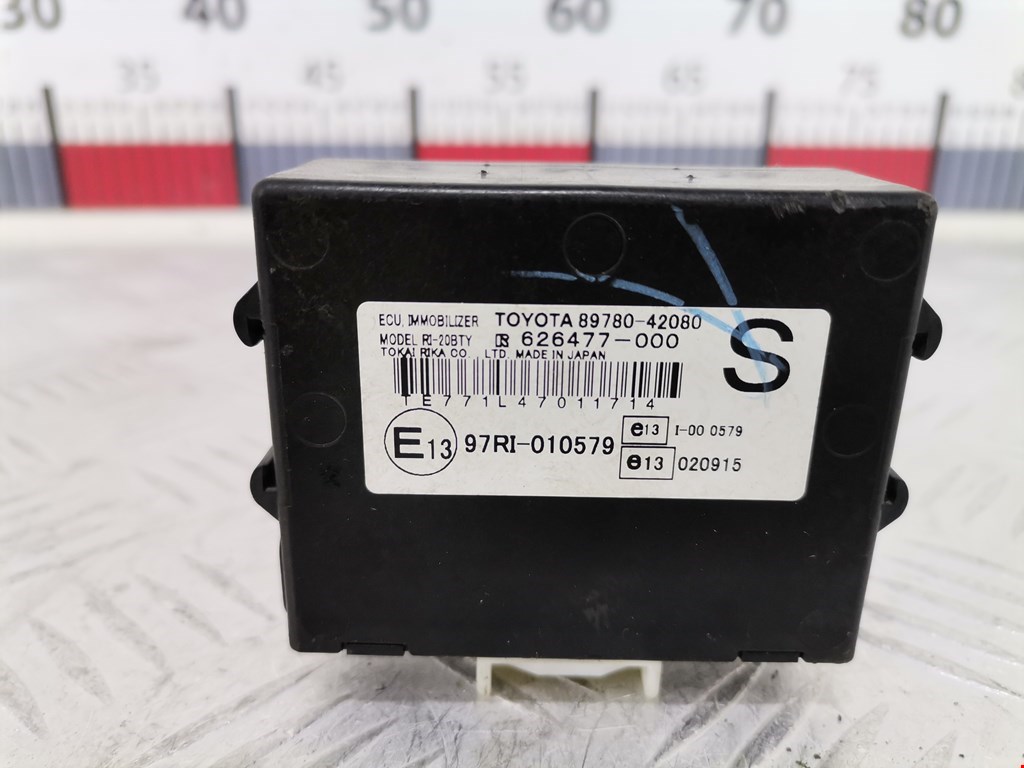 30 40 50 60 70 80
35 45 55 65 75
ECU, IMMOBILIZER TOYOTA 89780-42080
MODEL RI-20BTY R 626477-000
TOKAI RIKA CO. LTD. MADE IN JAPAN
S
TE771L47011714
E13 97RI-010579
e13 I-00 0579
e13 020915